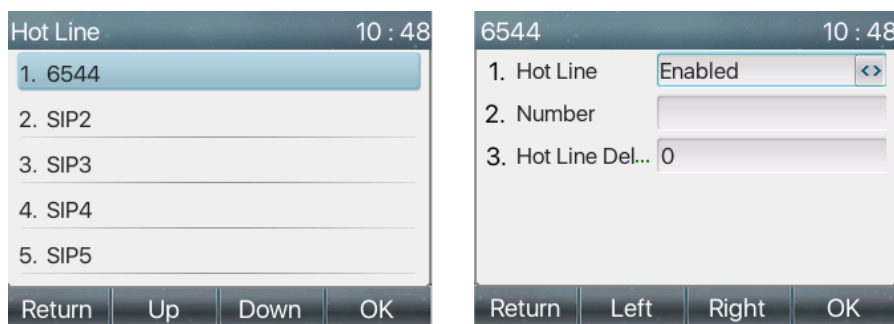 Hot Line 10 : 48
1. 6544
2. SIP2
3. SIP3
4. SIP4
5. SIP5
Return Up Down OK
6544 10 : 48
1. Hot Line Enabled <>
2. Number
3. Hot Line Del... 0
Return Left Right OK